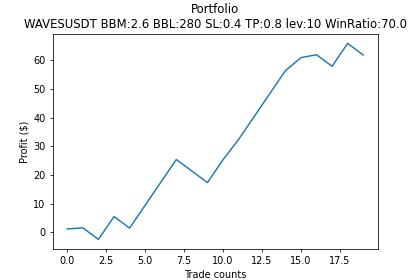 Portfolio
WAVESUSDT BBM:2.6 BBL:280 SL:0.4 TP:0.8 lev:10 WinRatio:70.0
Profit ($)
60
50
40
30
20
10
0
0.0 2.5 5.0 7.5 10.0 12.5 15.0 17.5
Trade counts